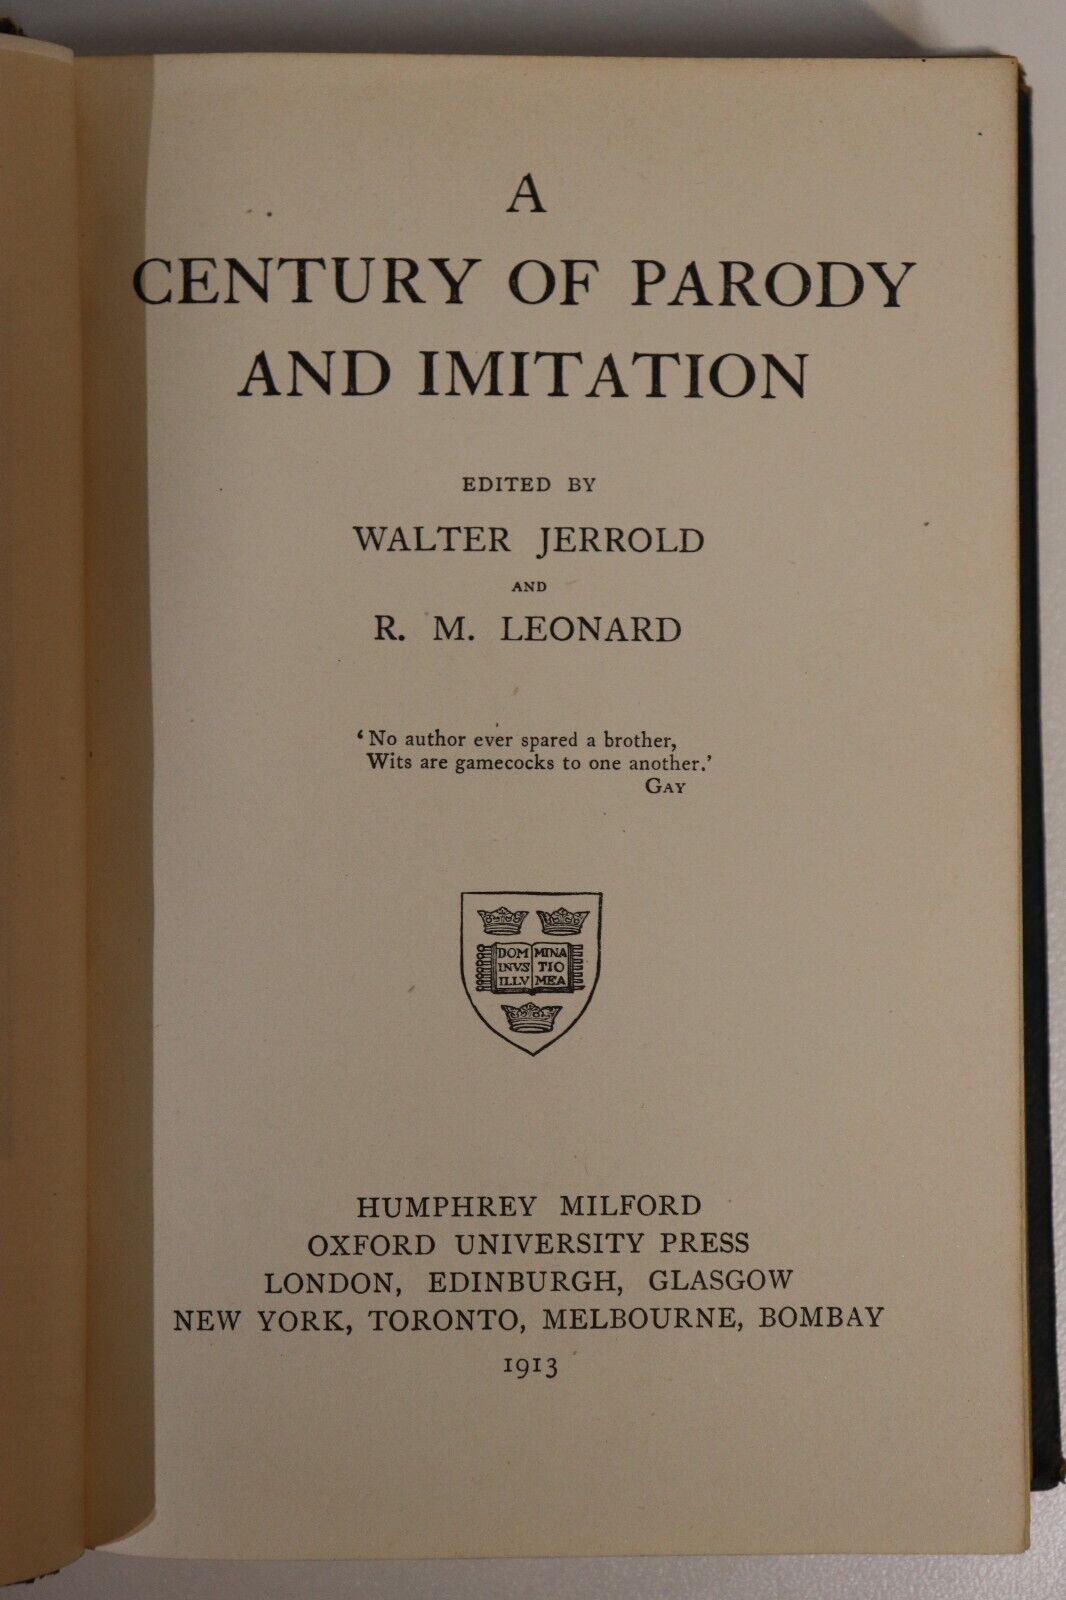 A
CENTURY OF PARODY
AND IMITATION
EDITED BY
WALTER JERROLD
AND
R. M. LEONARD
‘No author ever spared a brother,
Wits are gamecocks to one another.’
GAY
DOM MINA
INVS TIO
ILLV MEA
HUMPHREY MILFORD
OXFORD UNIVERSITY PRESS
LONDON, EDINBURGH, GLASGOW
NEW YORK, TORONTO, MELBOURNE, BOMBAY
1913